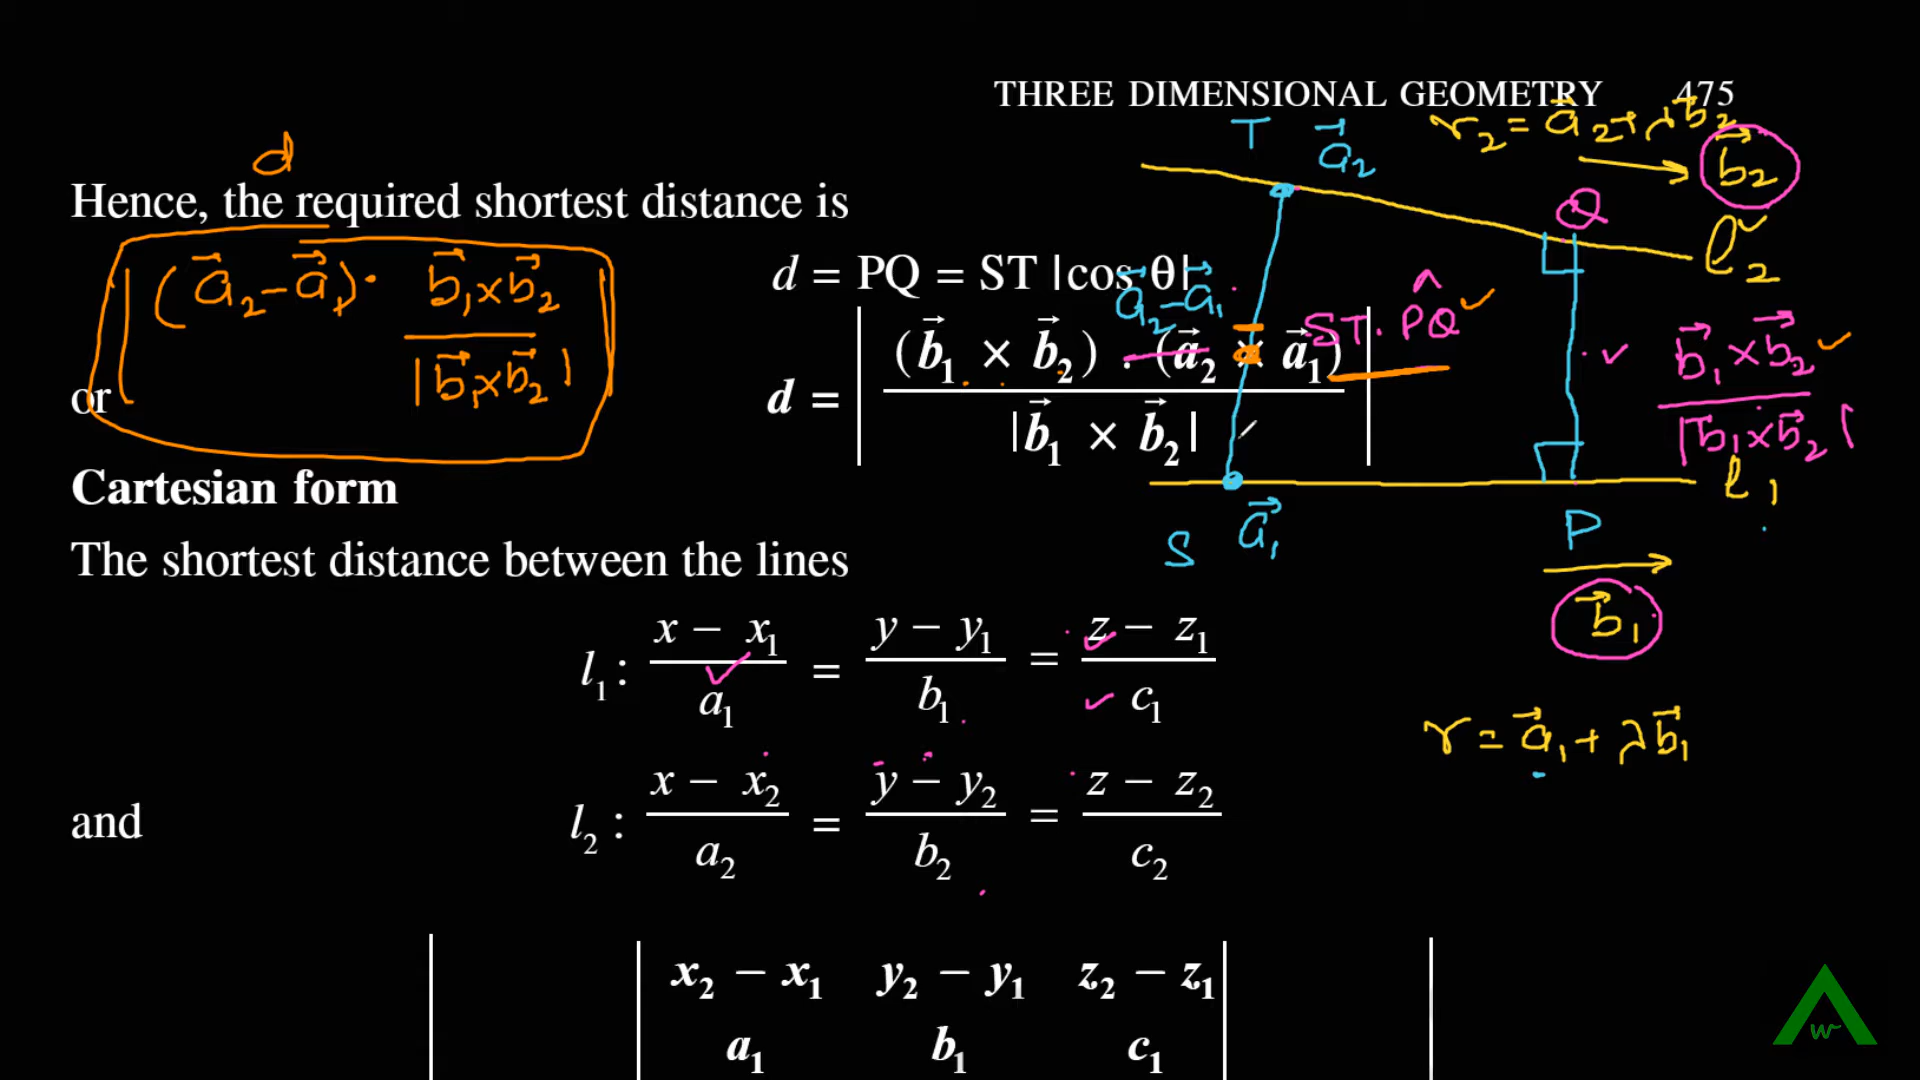 THREE DIMENSIONAL GEOMETRY 475
r₂ = a⃗₂ + λb⃗₂
T a⃗₂
b⃗₂
d
Hence, the required shortest distance is
Q
l₂
(a⃗₂ − a⃗₁) · b⃗₁×b⃗₂ / |b⃗₁×b⃗₂|
d = PQ = ST |cos θ|
a⃗₂ − a⃗₁
ST · PQ^
b⃗₁×b⃗₂ / |b⃗₁×b⃗₂|
or
d = | (b⃗₁ × b⃗₂) . (a⃗₂ × a⃗₁) / |b⃗₁ × b⃗₂| |
l₁
Cartesian form
S a⃗₁
P
The shortest distance between the lines
b⃗₁
l₁ : (x − x₁)/a₁ = (y − y₁)/b₁ = (z − z₁)/c₁
r = a⃗₁ + λb⃗₁
and l₂ : (x − x₂)/a₂ = (y − y₂)/b₂ = (z − z₂)/c₂
x₂ − x₁ y₂ − y₁ z₂ − z₁
a₁ b₁ c₁
w